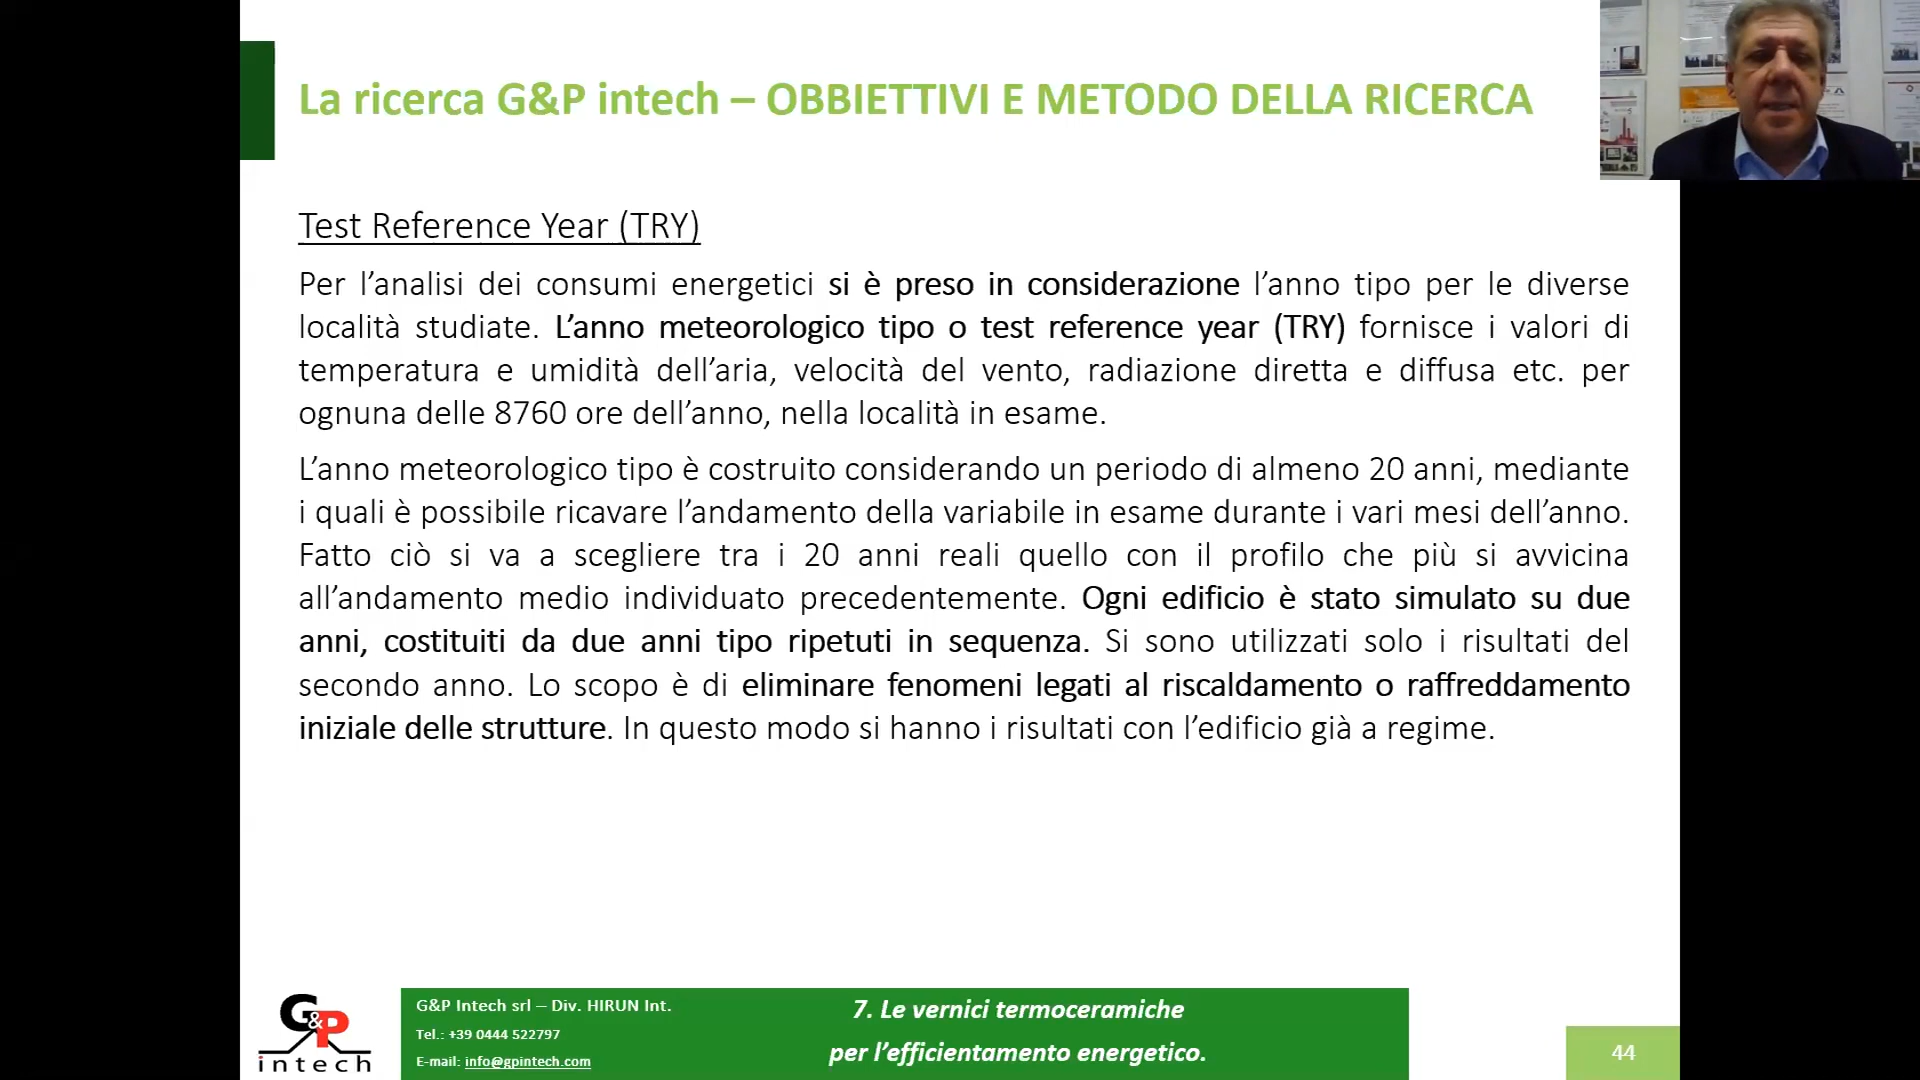 La ricerca G&P intech – OBBIETTIVI E METODO DELLA RICERCA
Test Reference Year (TRY)
Per l’analisi dei consumi energetici si è preso in considerazione l’anno tipo per le diverse
località studiate. L’anno meteorologico tipo o test reference year (TRY) fornisce i valori di
temperatura e umidità dell’aria, velocità del vento, radiazione diretta e diffusa etc. per
ognuna delle 8760 ore dell’anno, nella località in esame.
L’anno meteorologico tipo è costruito considerando un periodo di almeno 20 anni, mediante
i quali è possibile ricavare l’andamento della variabile in esame durante i vari mesi dell’anno.
Fatto ciò si va a scegliere tra i 20 anni reali quello con il profilo che più si avvicina
all’andamento medio individuato precedentemente. Ogni edificio è stato simulato su due
anni, costituiti da due anni tipo ripetuti in sequenza. Si sono utilizzati solo i risultati del
secondo anno. Lo scopo è di eliminare fenomeni legati al riscaldamento o raffreddamento
iniziale delle strutture. In questo modo si hanno i risultati con l’edificio già a regime.
G&P
intech
G&P Intech srl – Div. HIRUN Int.
Tel.: +39 0444 522797
E-mail: info@gpintech.com
7. Le vernici termoceramiche
per l’efficientamento energetico.
44